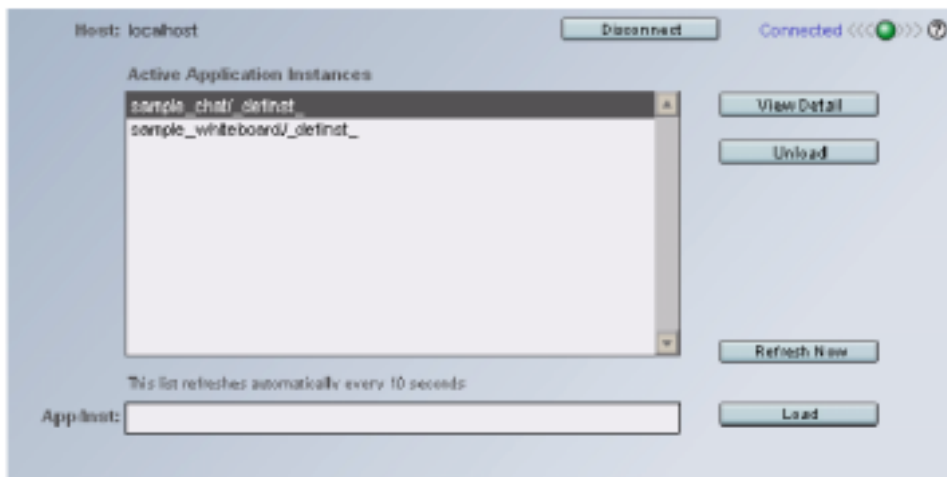 Host: localhost
Disconnect
Connected
Active Application Instances
sample_chat/_definst_
sample_whiteboard/_definst_
View Detail
Unload
Refresh Now
This list refreshes automatically every 10 seconds
App/Inst:
Load